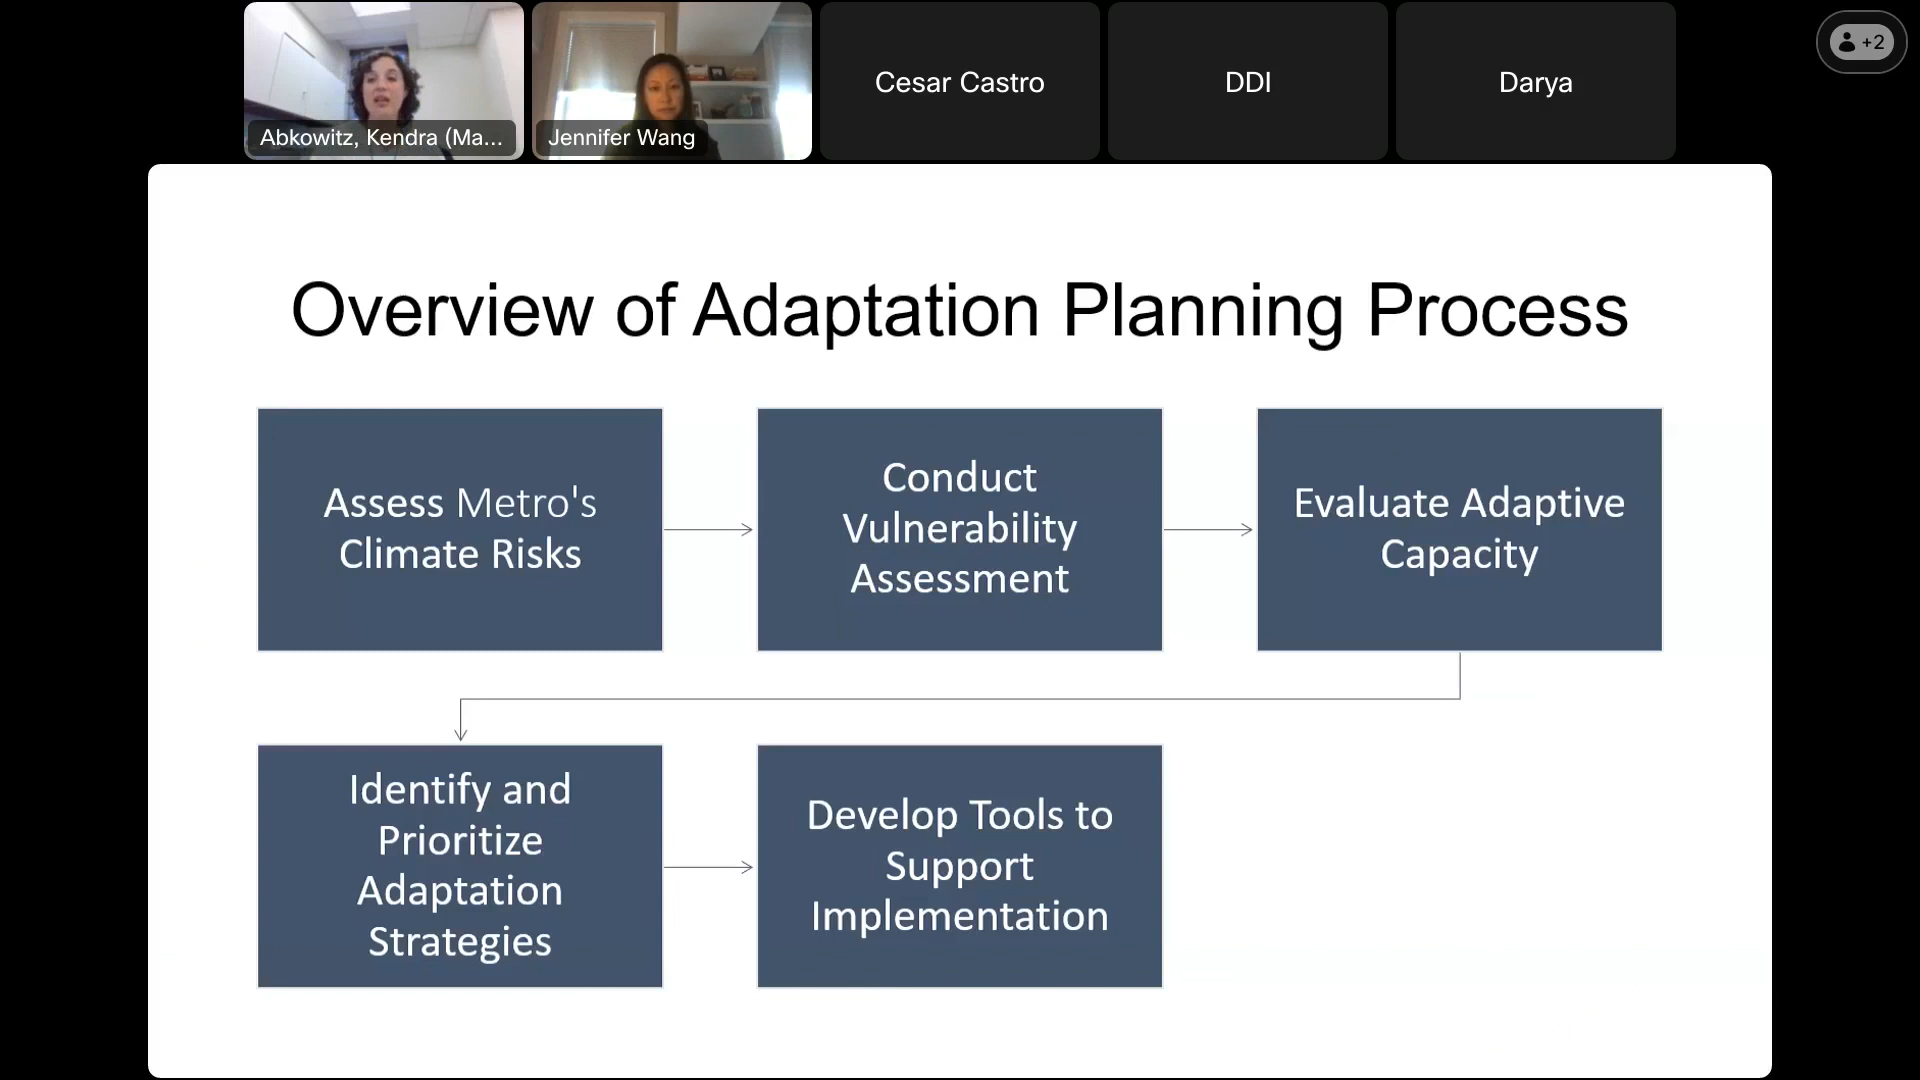 Abkowitz, Kendra (Ma...
Jennifer Wang
Cesar Castro
DDI
Darya
+2
Overview of Adaptation Planning Process
Assess Metro's
Climate Risks
Conduct
Vulnerability
Assessment
Evaluate Adaptive
Capacity
Identify and
Prioritize
Adaptation
Strategies
Develop Tools to
Support
Implementation